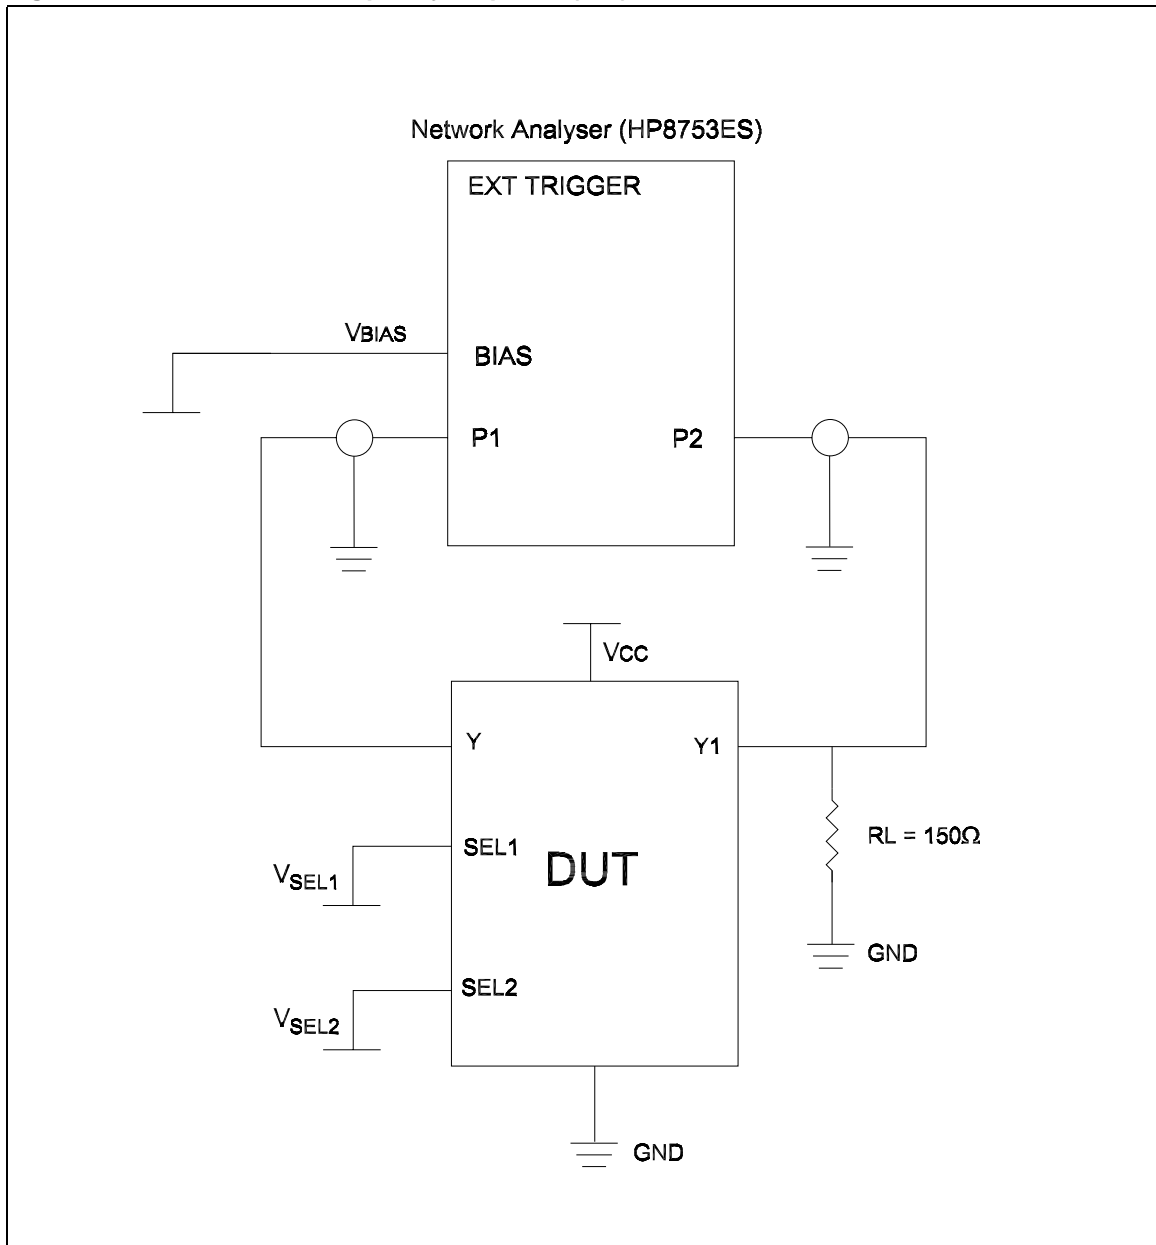 Network Analyser (HP8753ES)
EXT TRIGGER
VBIAS
BIAS
P1
P2
VCC
Y
Y1
SEL1
RL = 150Ω
DUT
VSEL1
GND
SEL2
VSEL2
GND